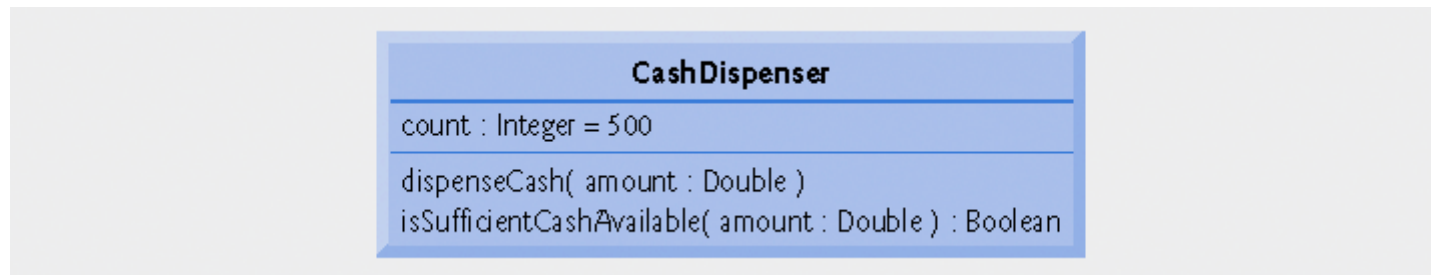 CashDispenser
count : Integer = 500
dispenseCash( amount : Double )
isSufficientCashAvailable( amount : Double ) : Boolean